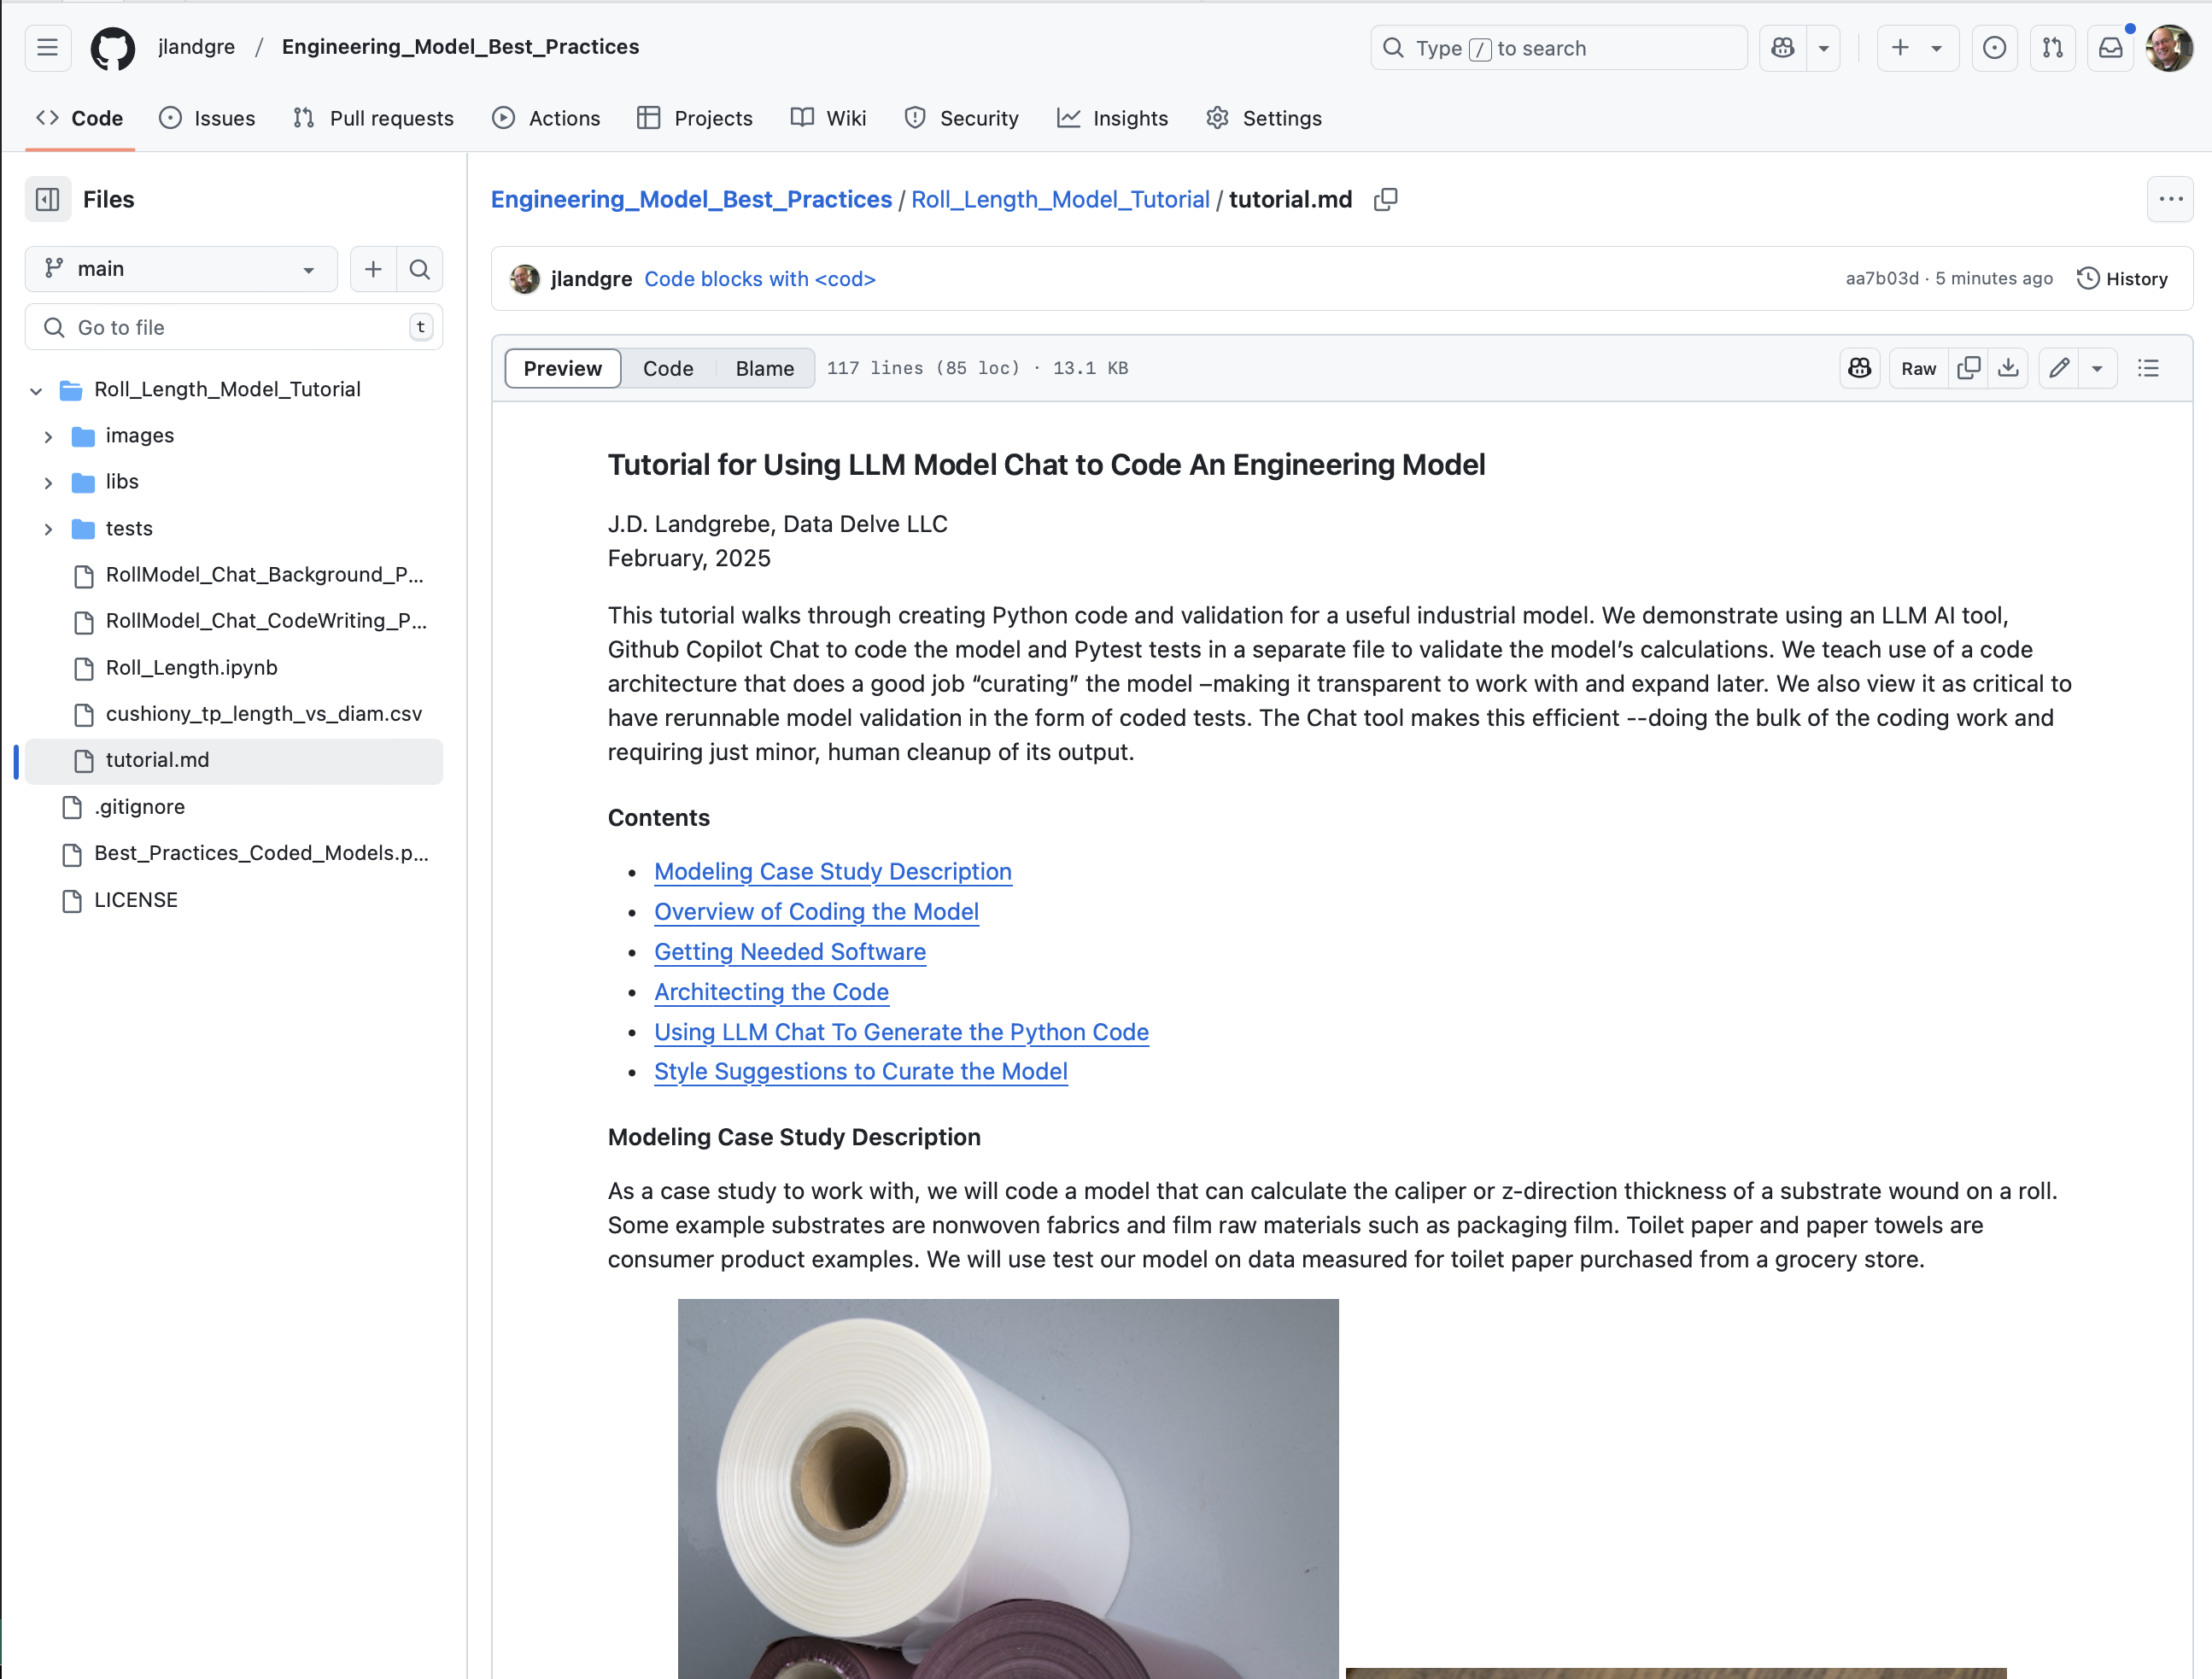 jlandgre / Engineering_Model_Best_Practices
Type / to search
Code
Issues
Pull requests
Actions
Projects
Wiki
Security
Insights
Settings
Files
main
Go to file
t
Roll_Length_Model_Tutorial
images
libs
tests
RollModel_Chat_Background_P...
RollModel_Chat_CodeWriting_P...
Roll_Length.ipynb
cushiony_tp_length_vs_diam.csv
tutorial.md
.gitignore
Best_Practices_Coded_Models.p...
LICENSE
Engineering_Model_Best_Practices / Roll_Length_Model_Tutorial / tutorial.md
jlandgre Code blocks with <cod>
aa7b03d · 5 minutes ago
History
Preview
Code
Blame
117 lines (85 loc) · 13.1 KB
Raw
Tutorial for Using LLM Model Chat to Code An Engineering Model
J.D. Landgrebe, Data Delve LLC
February, 2025
This tutorial walks through creating Python code and validation for a useful industrial model. We demonstrate using an LLM AI tool,
Github Copilot Chat to code the model and Pytest tests in a separate file to validate the model’s calculations. We teach use of a code
architecture that does a good job “curating” the model –making it transparent to work with and expand later. We also view it as critical to
have rerunnable model validation in the form of coded tests. The Chat tool makes this efficient --doing the bulk of the coding work and
requiring just minor, human cleanup of its output.
Contents
• Modeling Case Study Description
• Overview of Coding the Model
• Getting Needed Software
• Architecting the Code
• Using LLM Chat To Generate the Python Code
• Style Suggestions to Curate the Model
Modeling Case Study Description
As a case study to work with, we will code a model that can calculate the caliper or z-direction thickness of a substrate wound on a roll.
Some example substrates are nonwoven fabrics and film raw materials such as packaging film. Toilet paper and paper towels are
consumer product examples. We will use test our model on data measured for toilet paper purchased from a grocery store.